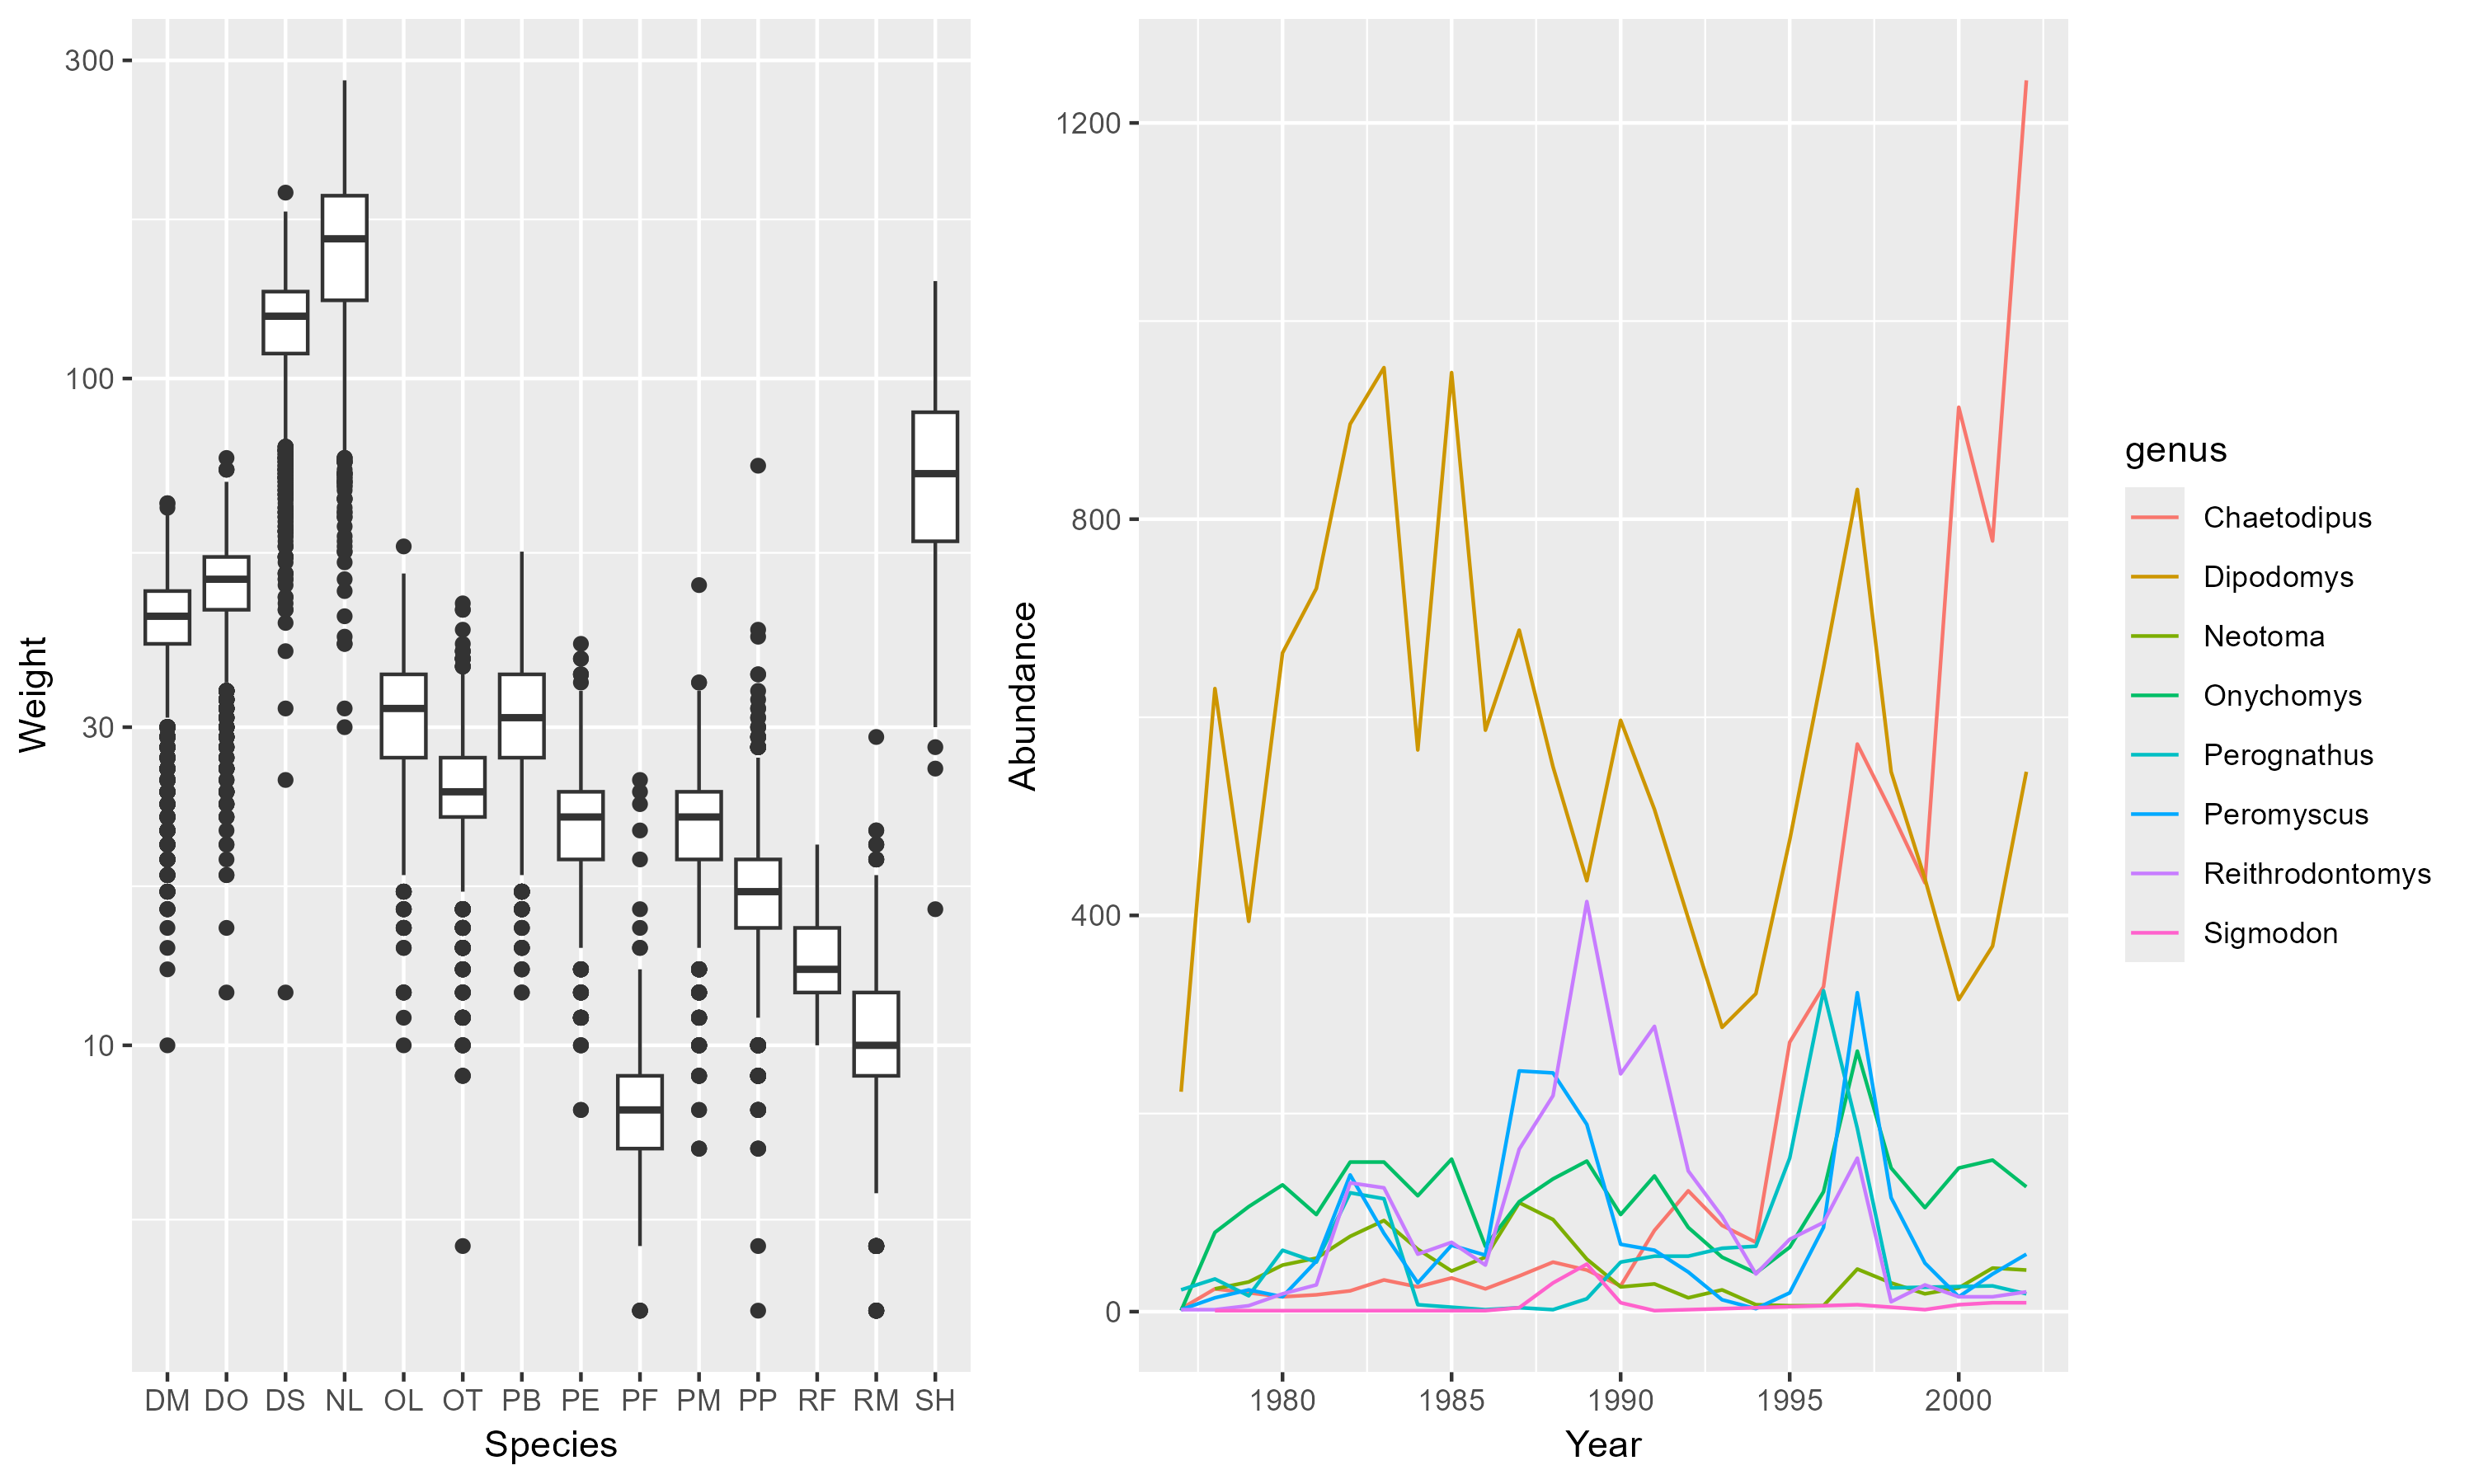 300
100
30
10
Weight
DM DO DS NL OL OT PB PE PF PM PP RF RM SH
Species
1200
800
400
0
Abundance
1980 1985 1990 1995 2000
Year
genus
Chaetodipus
Dipodomys
Neotoma
Onychomys
Perognathus
Peromyscus
Reithrodontomys
Sigmodon